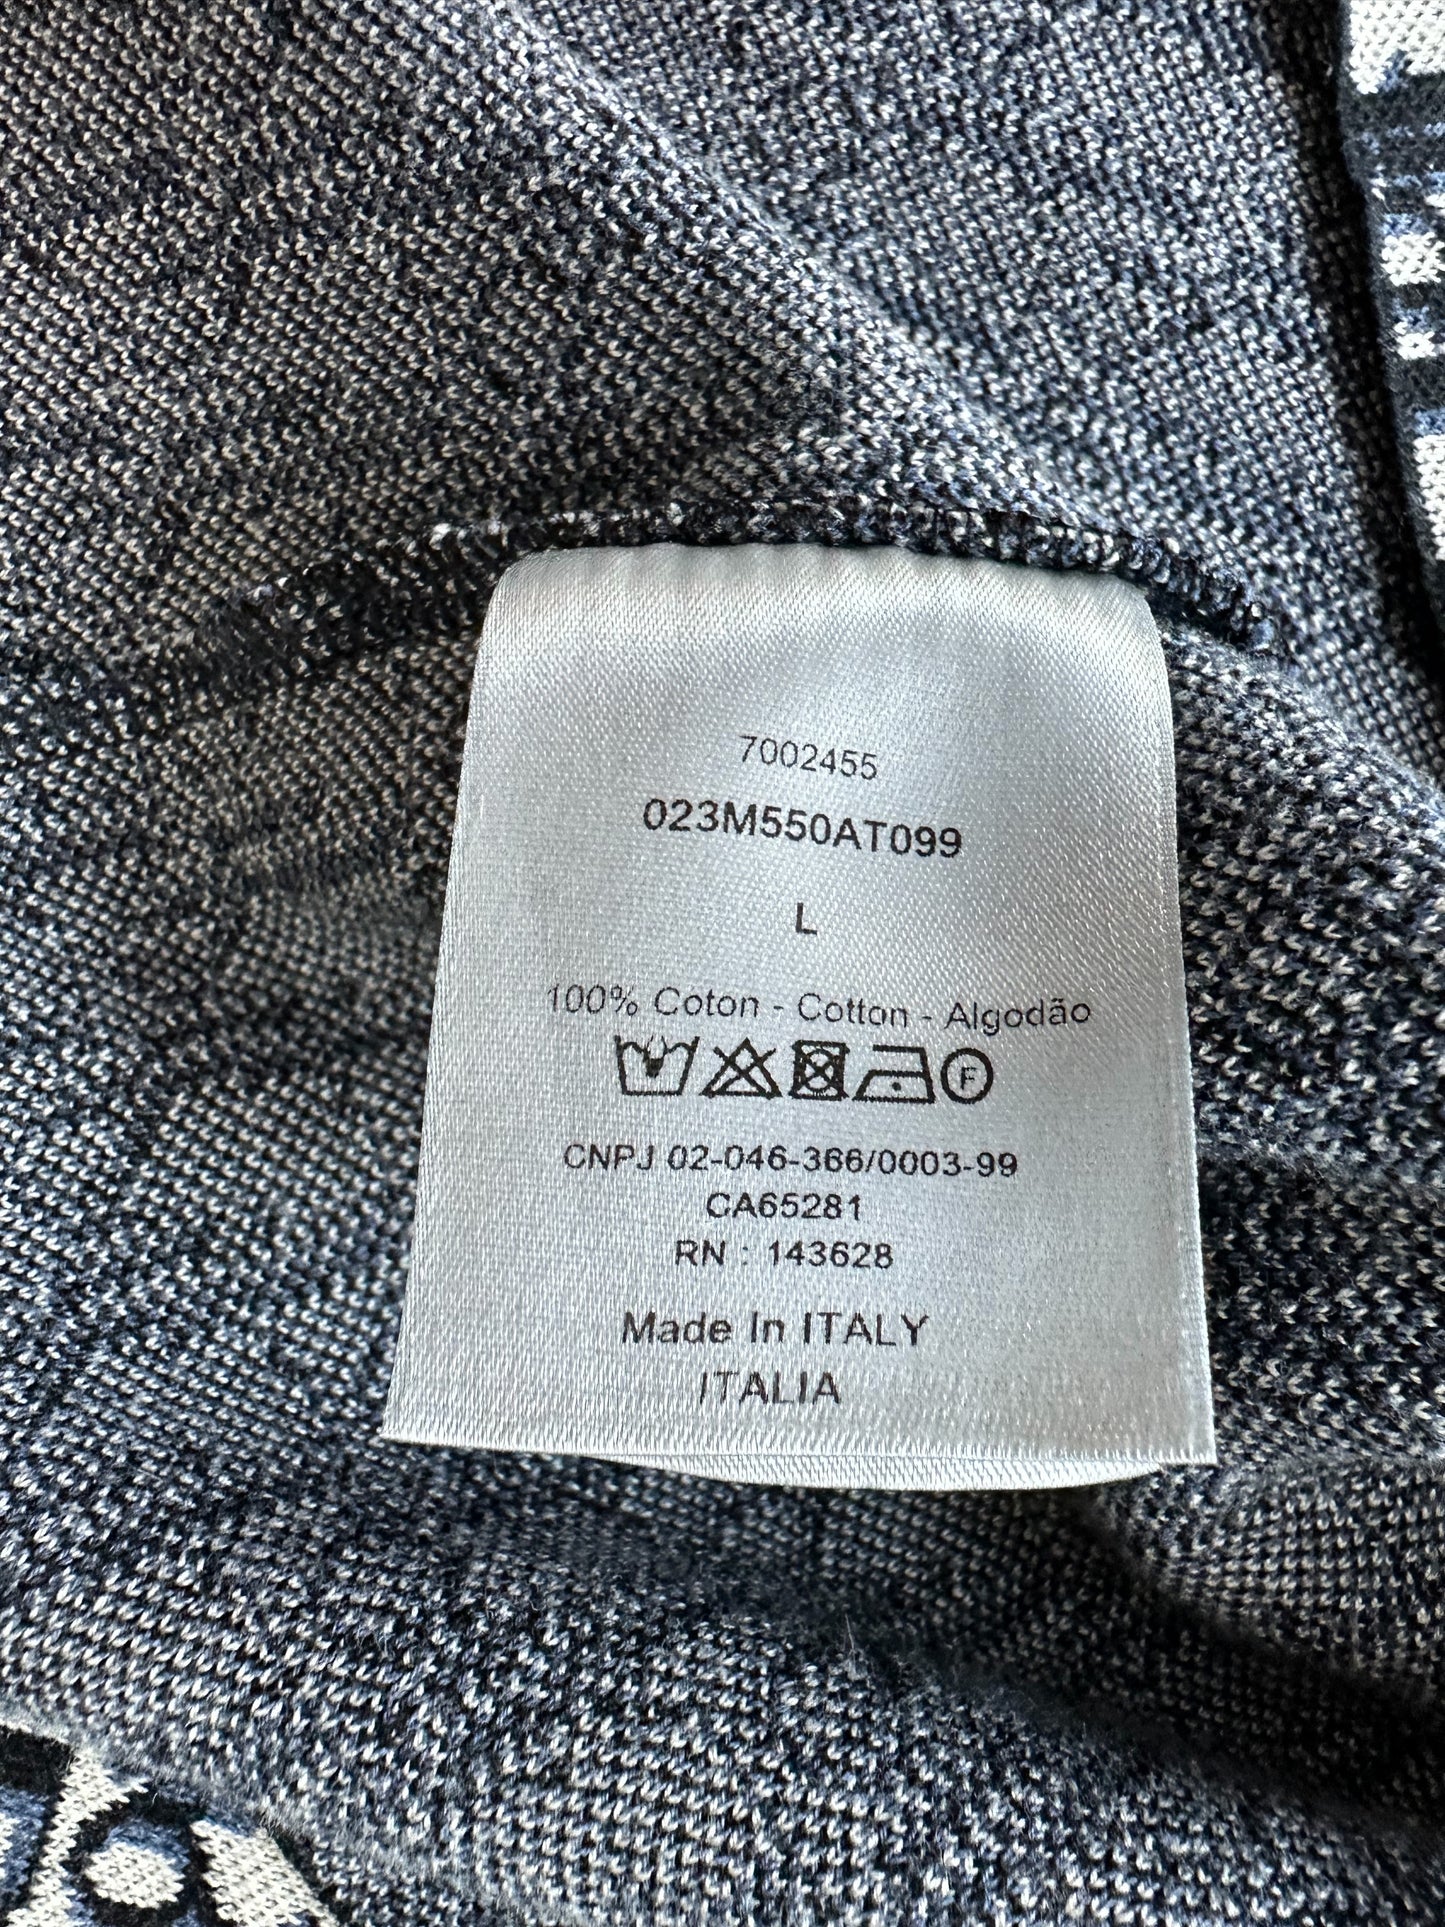 7002455
023M550AT099
L
100% Coton - Cotton - Algodão
F
CNPJ 02-046-366/0003-99
CA65281
RN : 143628
Made In ITALY
ITALIA